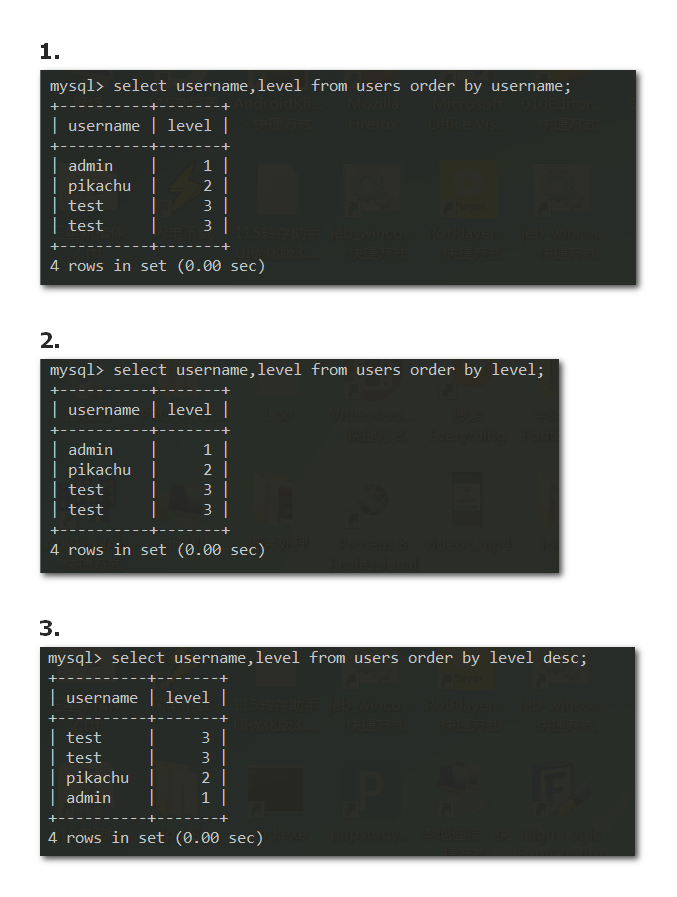 1.
mysql> select username,level from users order by username;
+----------+-------+
| username | level |
+----------+-------+
| admin    |     1 |
| pikachu  |     2 |
| test     |     3 |
| test     |     3 |
+----------+-------+
4 rows in set (0.00 sec)
2.
mysql> select username,level from users order by level;
+----------+-------+
| username | level |
+----------+-------+
| admin    |     1 |
| pikachu  |     2 |
| test     |     3 |
| test     |     3 |
+----------+-------+
4 rows in set (0.00 sec)
3.
mysql> select username,level from users order by level desc;
+----------+-------+
| username | level |
+----------+-------+
| test     |     3 |
| test     |     3 |
| pikachu  |     2 |
| admin    |     1 |
+----------+-------+
4 rows in set (0.00 sec)